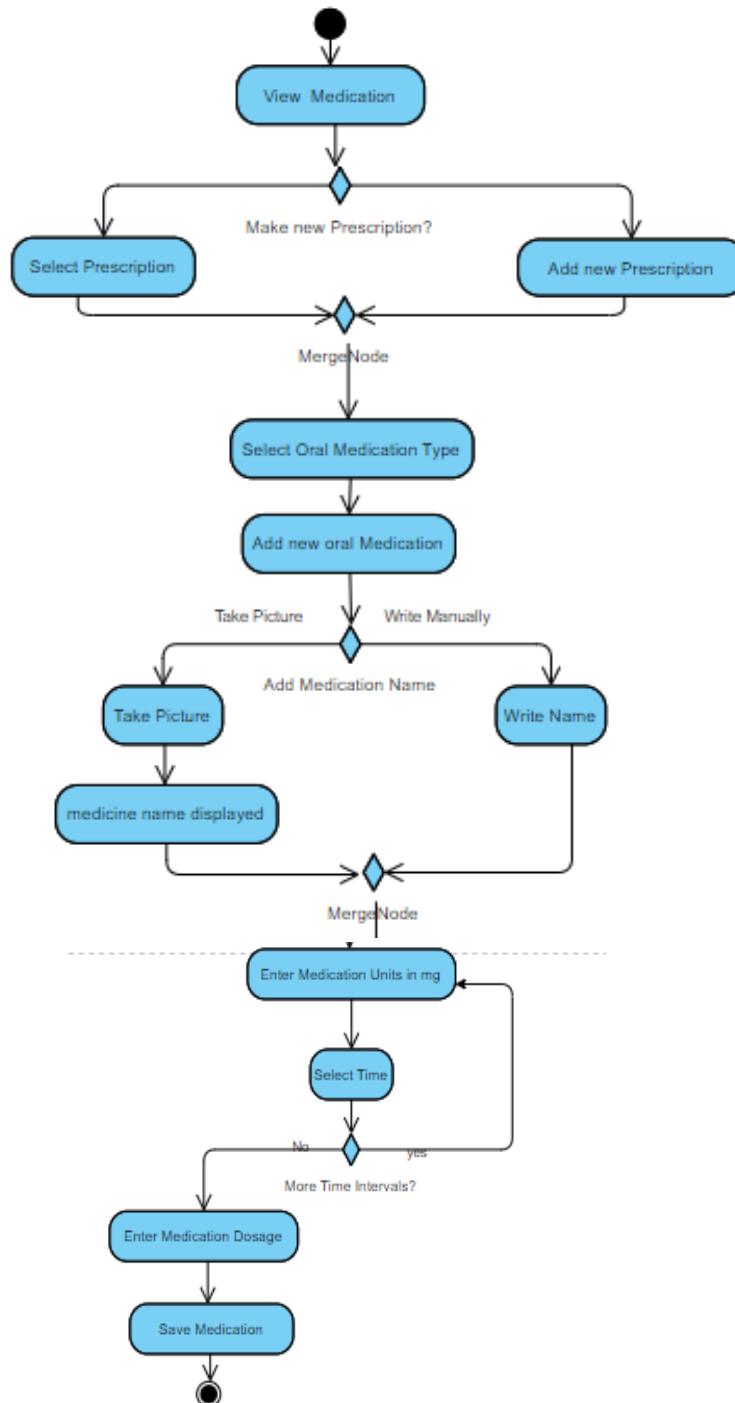 View Medication
Make new Prescription?
Select Prescription
Add new Prescription
MergeNode
Select Oral Medication Type
Add new oral Medication
Take Picture
Write Manually
Add Medication Name
Take Picture
Write Name
medicine name displayed
MergeNode
Enter Medication Units in mg
Select Time
No
yes
More Time Intervals?
Enter Medication Dosage
Save Medication